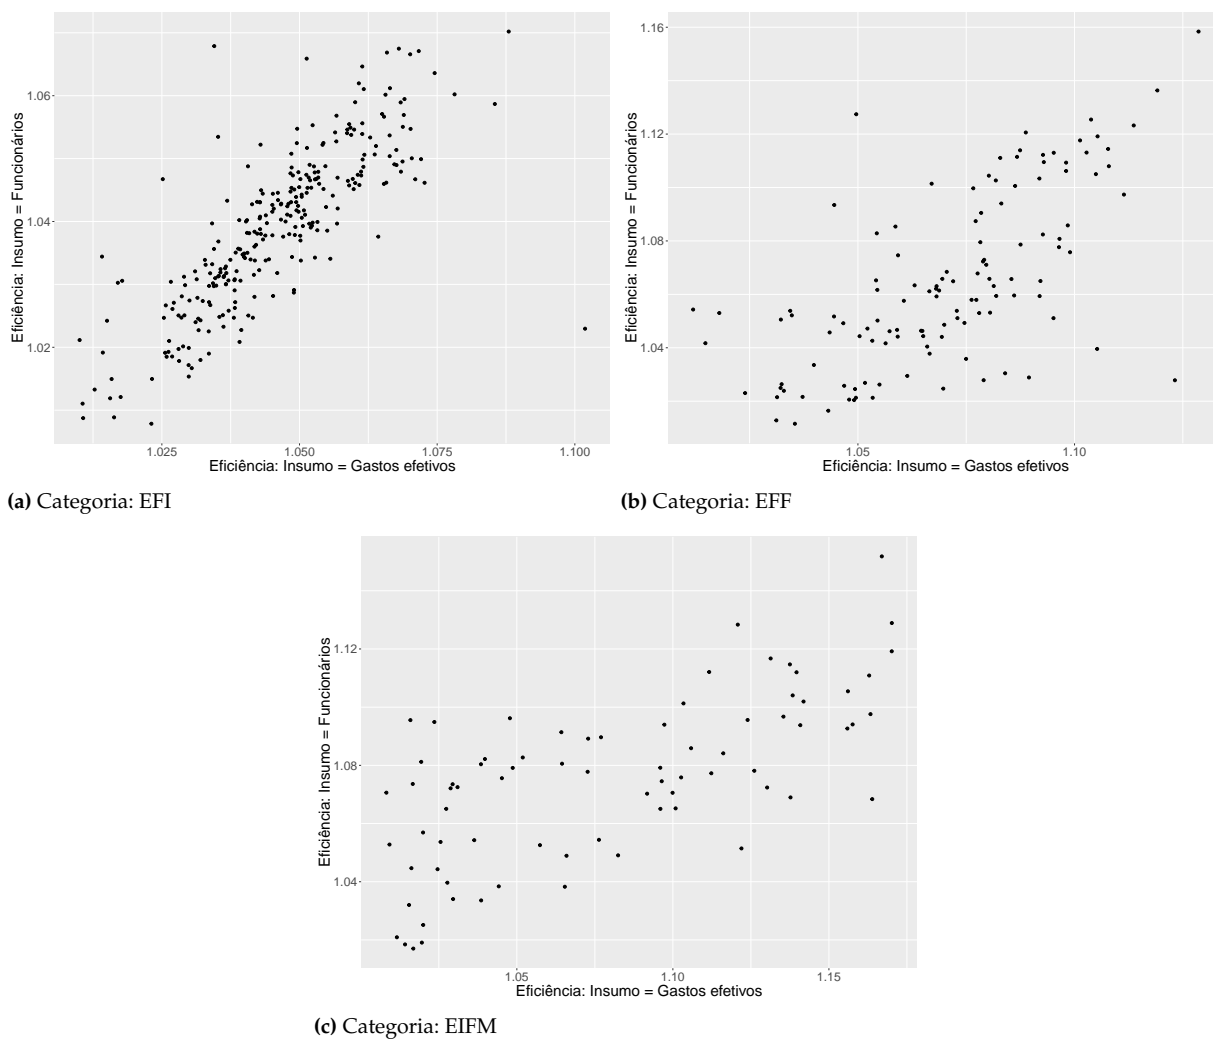 Eficiência: Insumo = Funcionários
1.06
1.04
1.02
1.025 1.050 1.075 1.100
Eficiência: Insumo = Gastos efetivos
(a) Categoria: EFI
Eficiência: Insumo = Funcionários
1.16
1.12
1.08
1.04
1.05 1.10
Eficiência: Insumo = Gastos efetivos
(b) Categoria: EFF
Eficiência: Insumo = Funcionários
1.12
1.08
1.04
1.05 1.10 1.15
Eficiência: Insumo = Gastos efetivos
(c) Categoria: EIFM